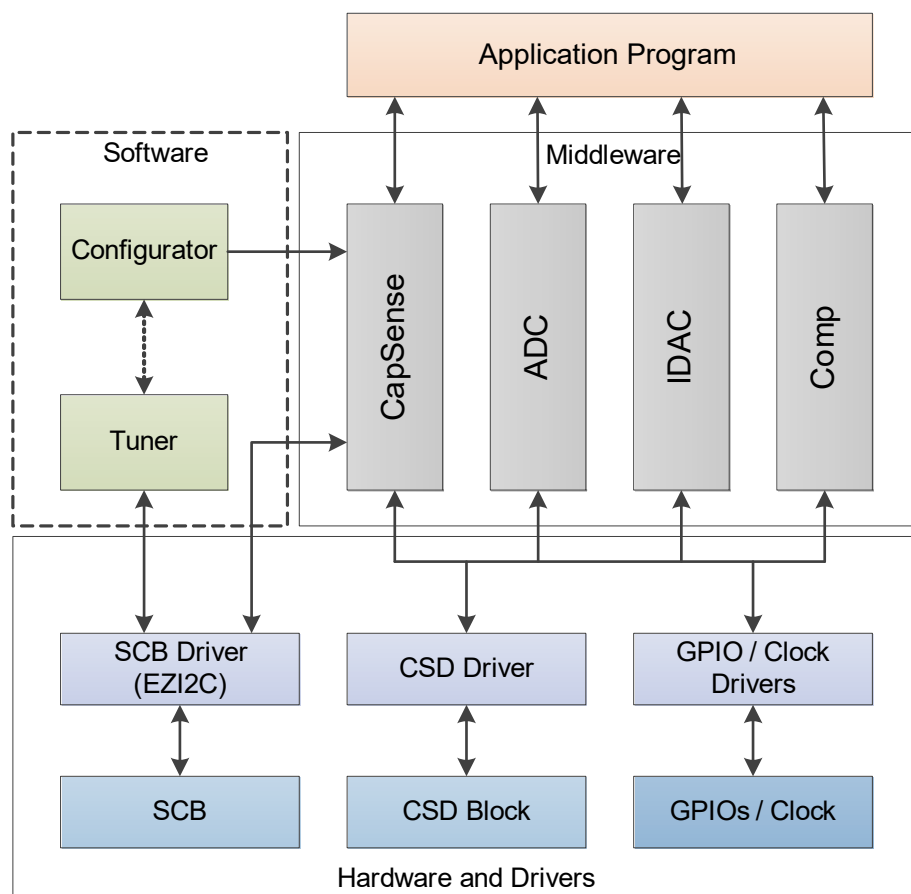 Application Program
Software
Middleware
Configurator
Tuner
CapSense
ADC
IDAC
Comp
SCB Driver
(EZI2C)
CSD Driver
GPIO / Clock
Drivers
SCB
CSD Block
GPIOs / Clock
Hardware and Drivers